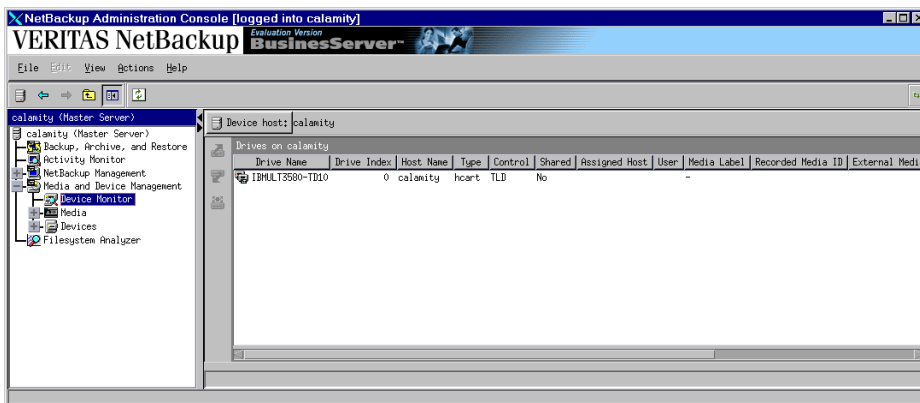 NetBackup Administration Console [logged into calamity]
VERITAS NetBackup Evaluation Version BusinesServer™
File Edit View Actions Help
calamity (Master Server)
Device host: calamity
calamity (Master Server)
Backup, Archive, and Restore
Activity Monitor
NetBackup Management
Media and Device Management
Device Monitor
Media
Devices
Filesystem Analyzer
Drives on calamity
Drive Name Drive Index Host Name Type Control Shared Assigned Host User Media Label Recorded Media ID External Medi
IBMULT3580-TD10 0 calamity hcart TLD No -